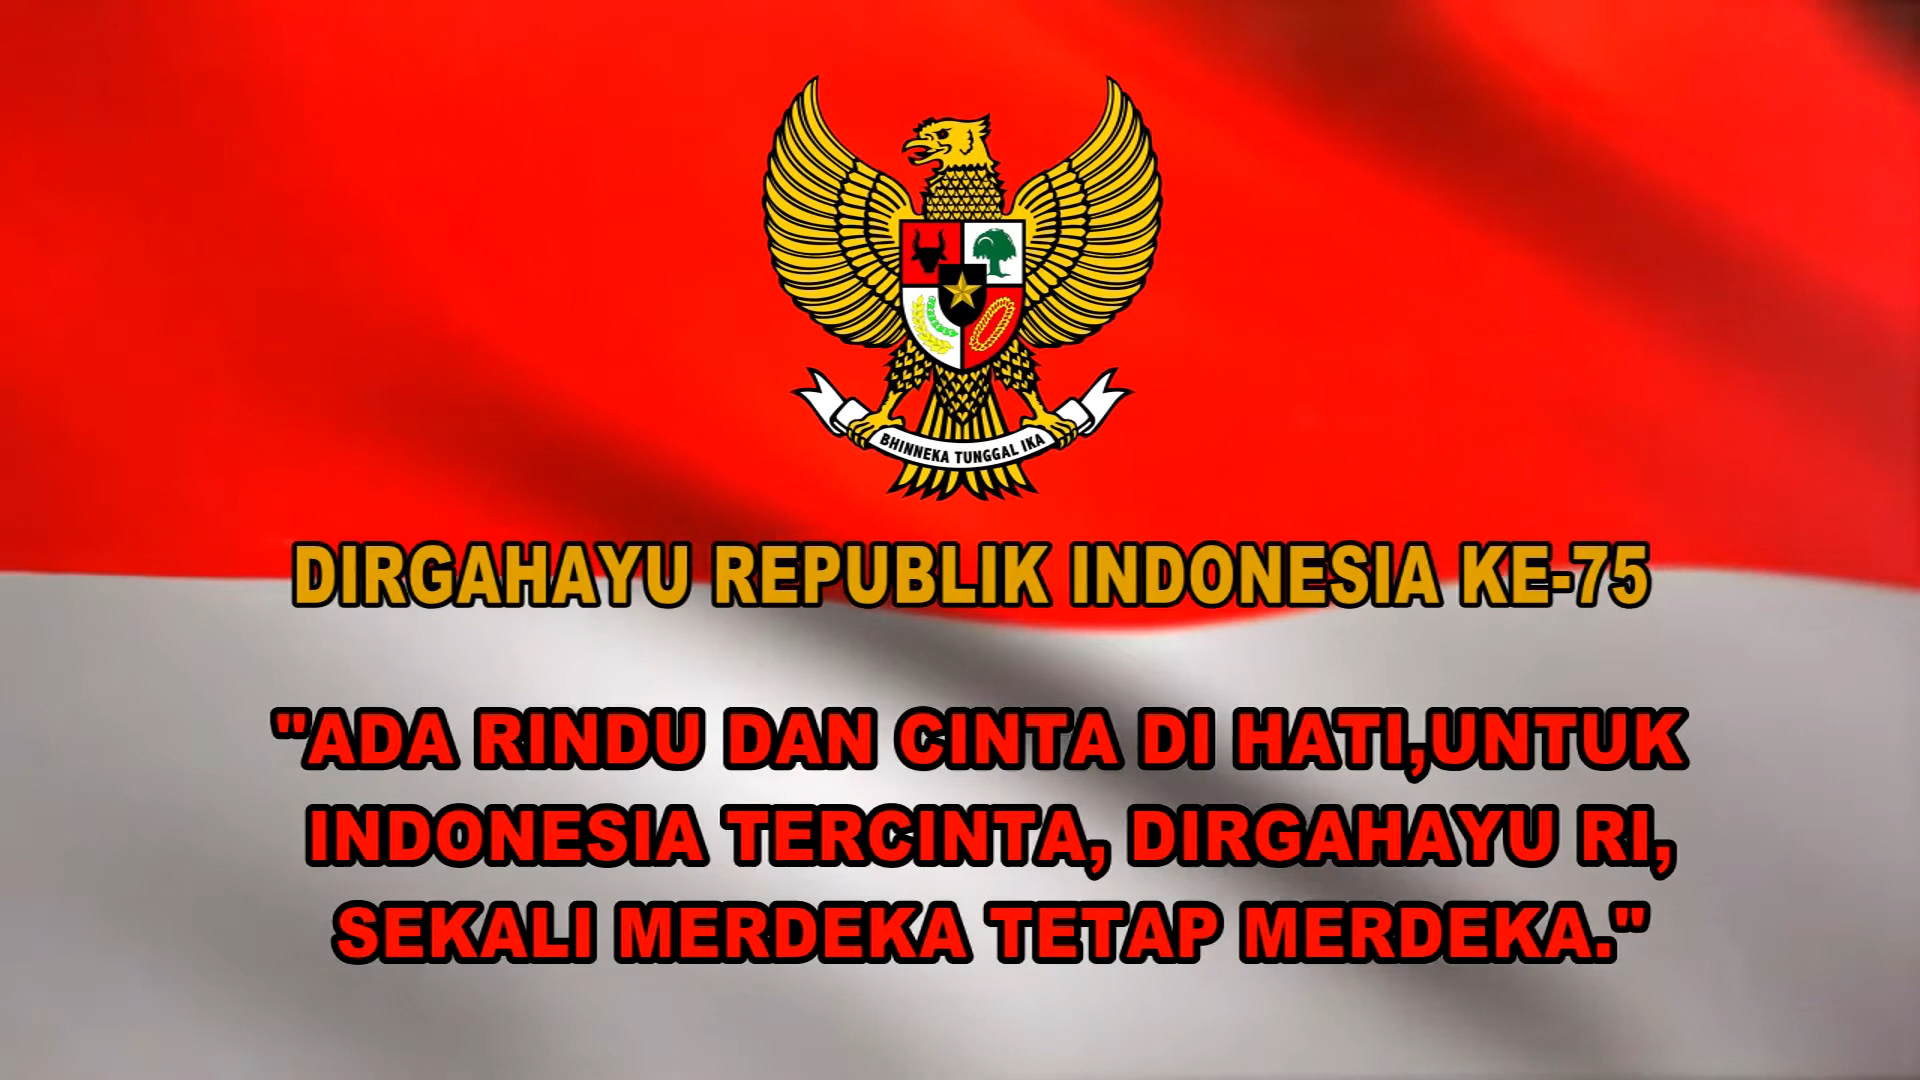 BHINNEKA TUNGGAL IKA
DIRGAHAYU REPUBLIK INDONESIA KE-75
"ADA RINDU DAN CINTA DI HATI,UNTUK
INDONESIA TERCINTA, DIRGAHAYU RI,
SEKALI MERDEKA TETAP MERDEKA."